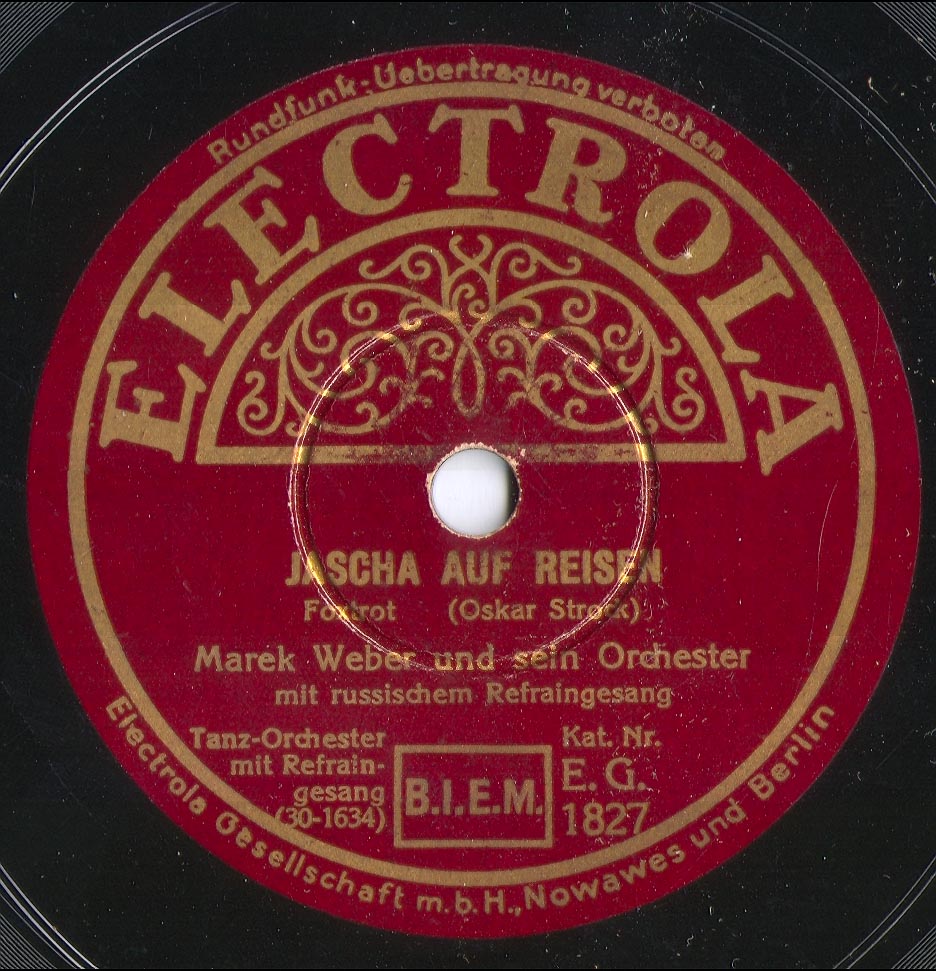 Rundfunk-Uebertragung verboten
ELECTROLA
JASCHA AUF REISEN
Foxtrot (Oskar Strock)
Marek Weber und sein Orchester
mit russischem Refraingesang
Tanz-Orchester
mit Refrain-
gesang
(30-1634)
B.I.E.M.
Kat. Nr.
E.G.
1827
Electrola Gesellschaft m.b.H., Nowawes und Berlin